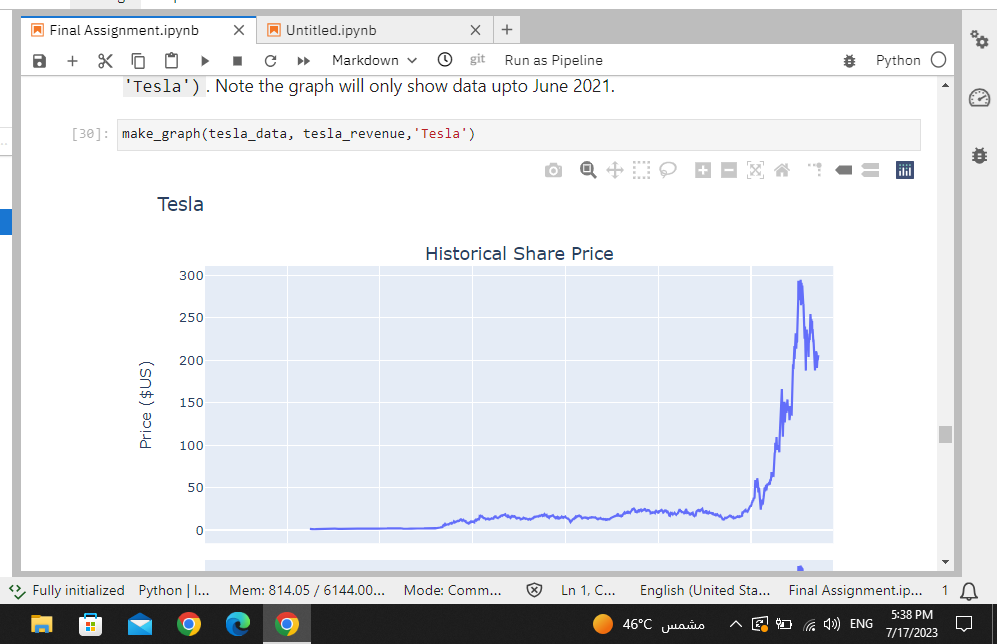 Final Assignment.ipynb
Untitled.ipynb
Markdown
git
Run as Pipeline
Python
'Tesla') . Note the graph will only show data upto June 2021.
[30]:
make_graph(tesla_data, tesla_revenue,'Tesla')
Tesla
Historical Share Price
Price ($US)
300
250
200
150
100
50
0
Fully initialized
Python | I...
Mem: 814.05 / 6144.00...
Mode: Comm...
Ln 1, C...
English (United Sta...
Final Assignment.ip...
1
46°C مشمس
ENG
5:38 PM
7/17/2023